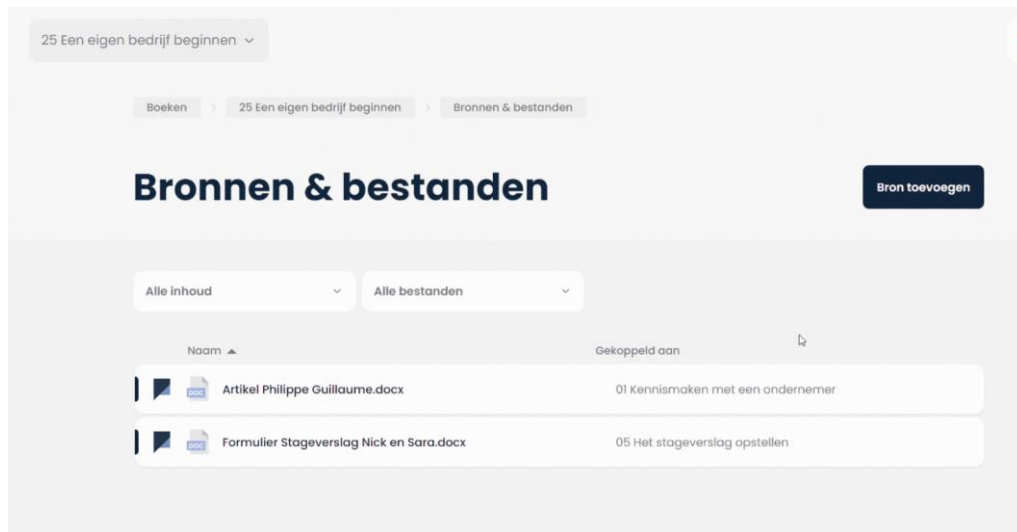 25 Een eigen bedrijf beginnen
Boeken
25 Een eigen bedrijf beginnen
Bronnen & bestanden
Bronnen & bestanden
Bron toevoegen
Alle inhoud
Alle bestanden
Naam
Gekoppeld aan
DOC Artikel Philippe Guillaume.docx
01 Kennismaken met een ondernemer
DOC Formulier Stageverslag Nick en Sara.docx
05 Het stageverslag opstellen